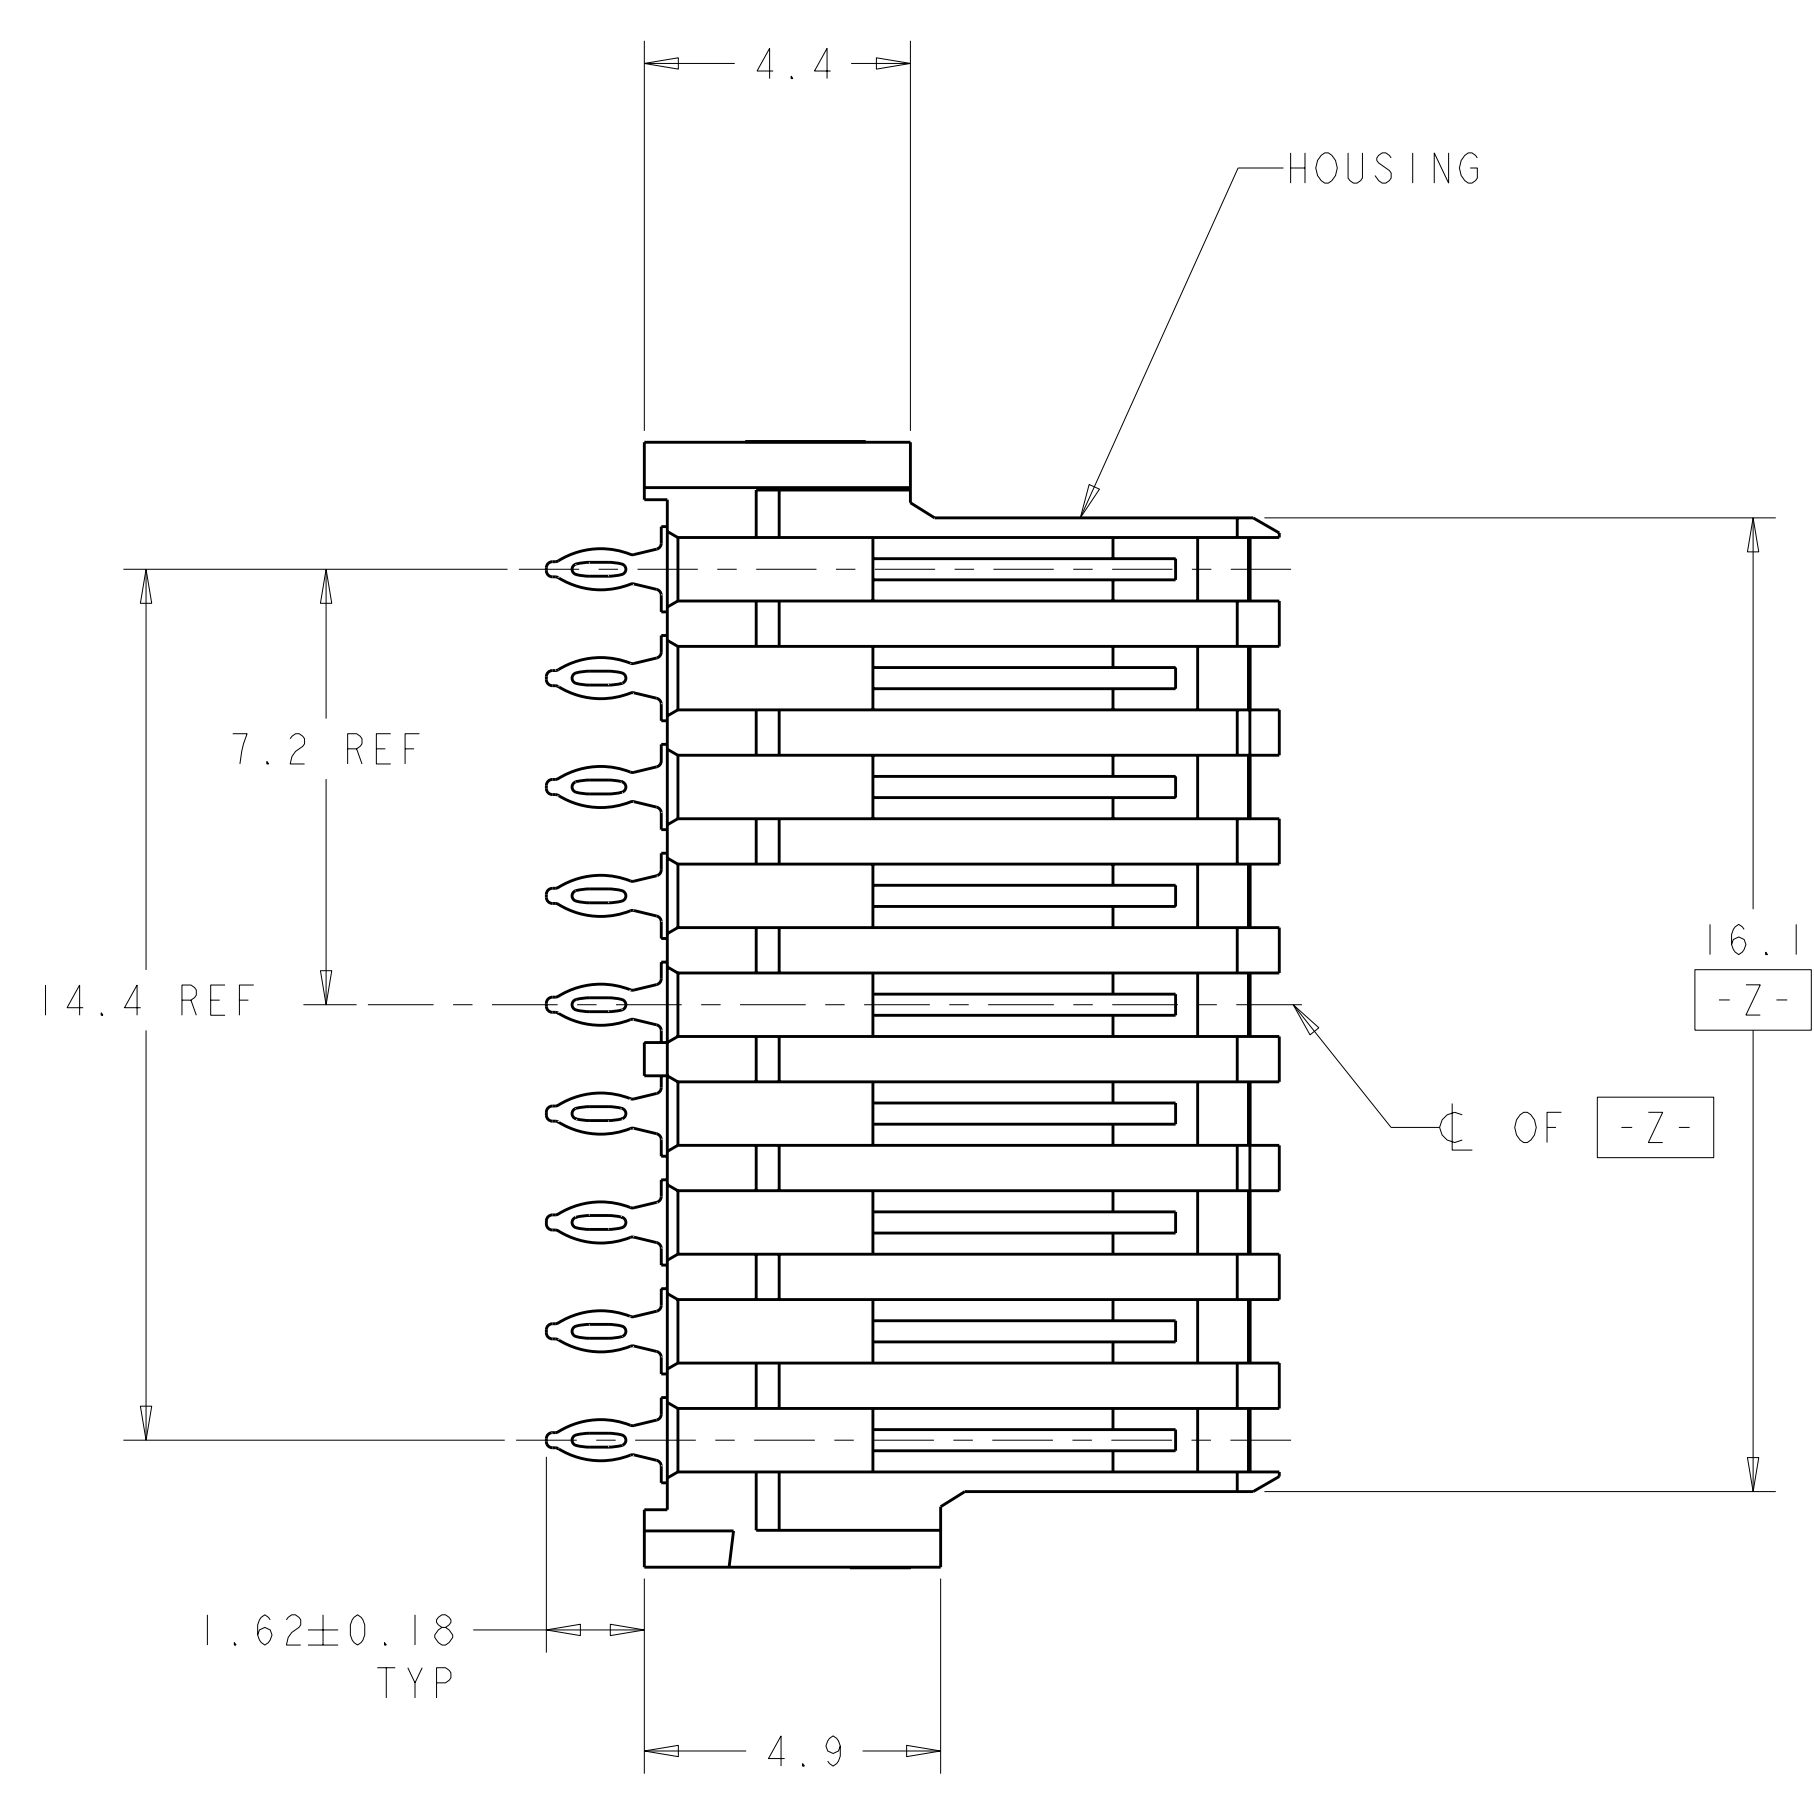 4.4
HOUSING
7.2 REF
16.1
-Z-
14.4 REF
℄ OF -Z-
1.62±0.18
TYP
4.9